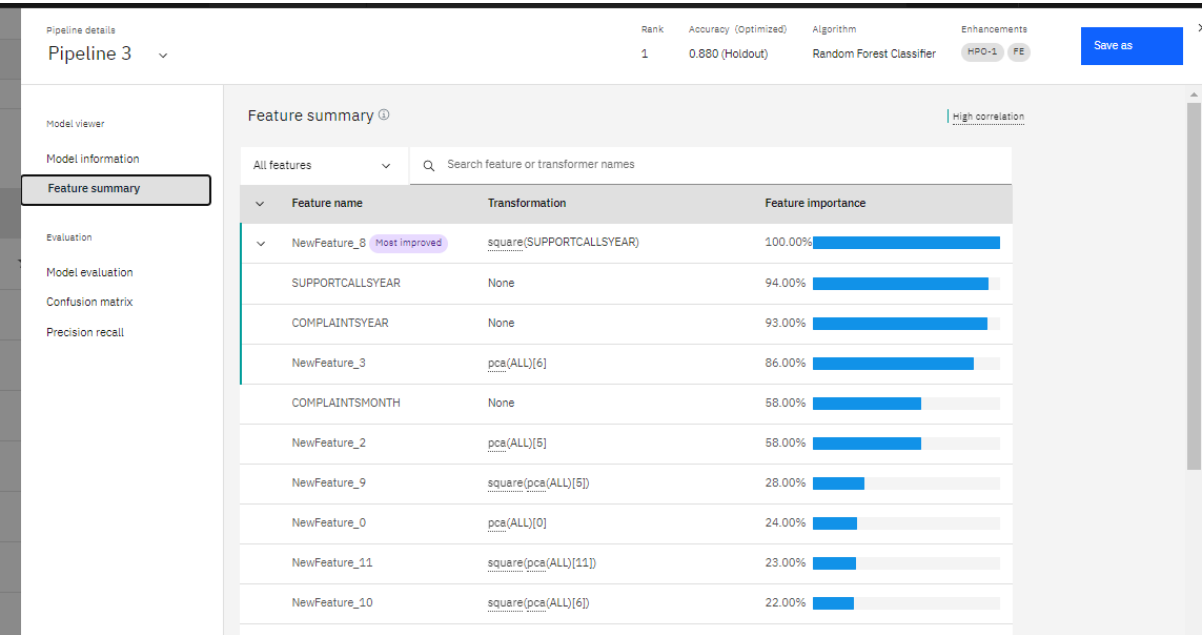 Pipeline details
Pipeline 3
Rank
1
Accuracy (Optimized)
0.880 (Holdout)
Algorithm
Random Forest Classifier
Enhancements
HPO-1 FE
Save as
Model viewer
Model information
Feature summary
Evaluation
Model evaluation
Confusion matrix
Precision recall
Feature summary
High correlation
All features
Search feature or transformer names
Feature name Transformation Feature importance
NewFeature_8 Most improved square(SUPPORTCALLSYEAR) 100.00%
SUPPORTCALLSYEAR None 94.00%
COMPLAINTSYEAR None 93.00%
NewFeature_3 pca(ALL)[6] 86.00%
COMPLAINTSMONTH None 58.00%
NewFeature_2 pca(ALL)[5] 58.00%
NewFeature_9 square(pca(ALL)[5]) 28.00%
NewFeature_0 pca(ALL)[0] 24.00%
NewFeature_11 square(pca(ALL)[11]) 23.00%
NewFeature_10 square(pca(ALL)[6]) 22.00%